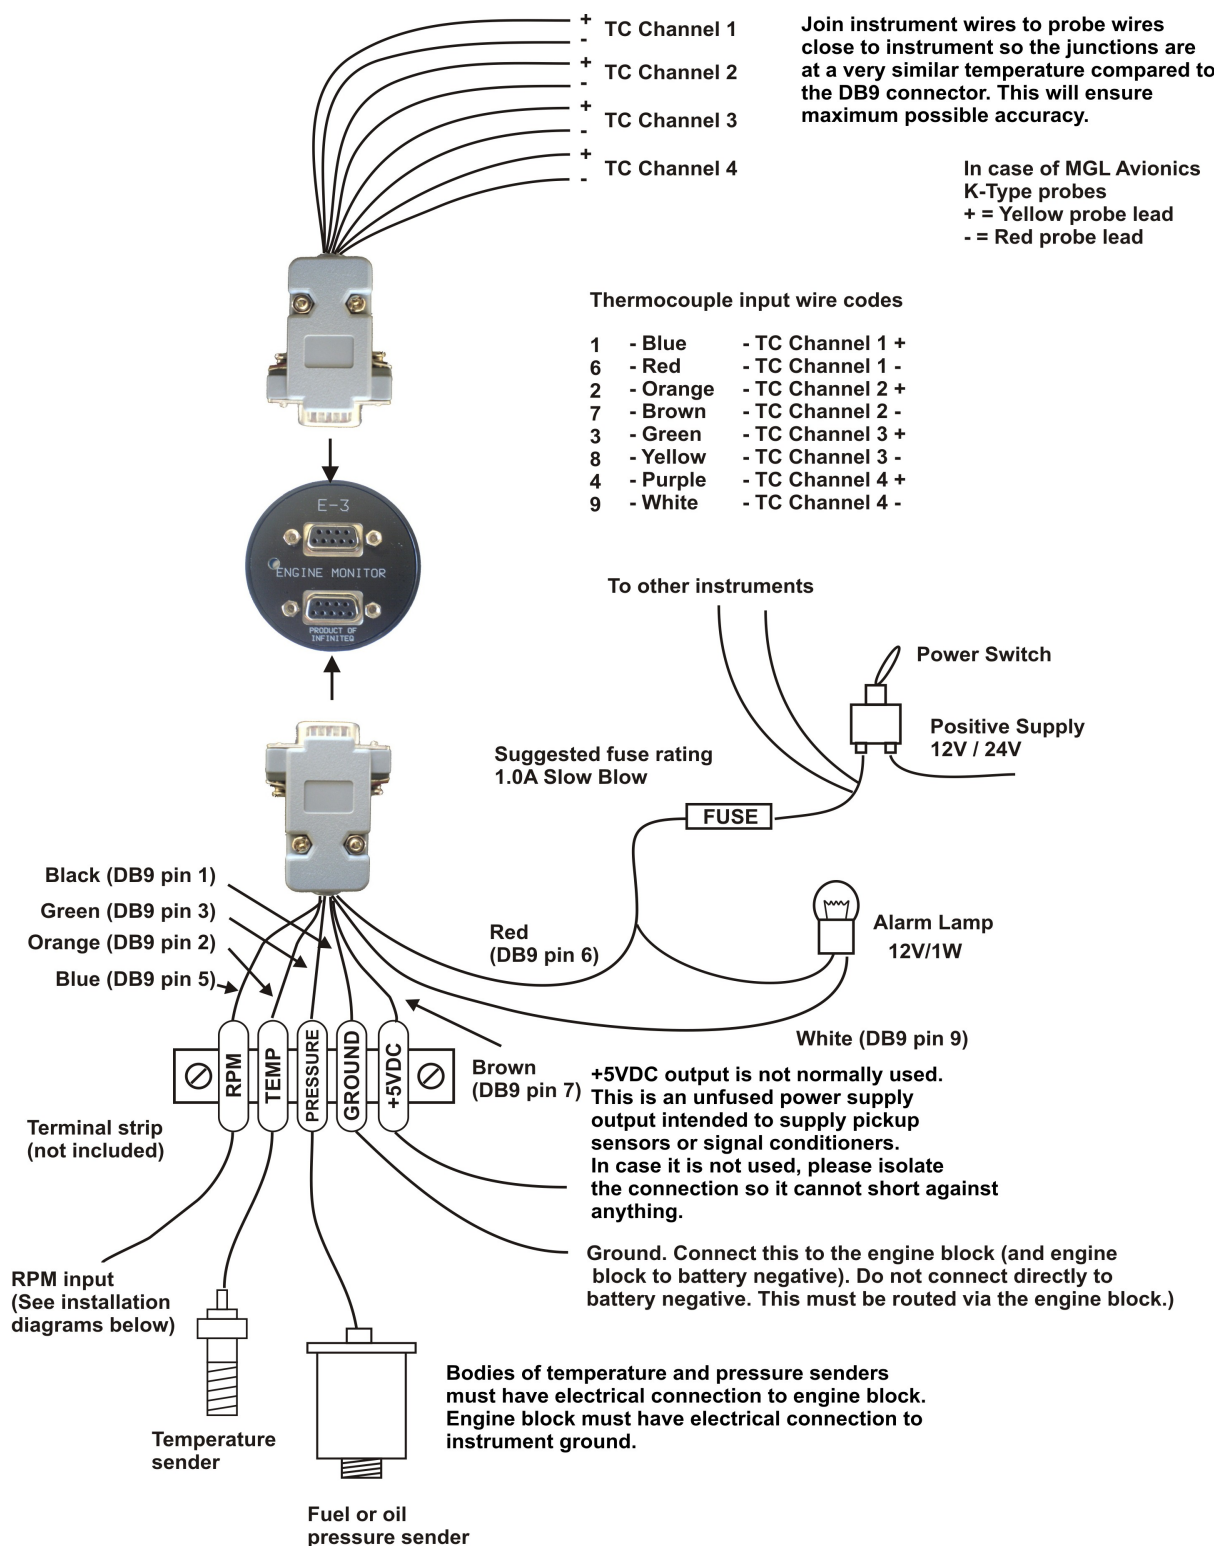 + TC Channel 1
-
+ TC Channel 2
-
+ TC Channel 3
-
+ TC Channel 4
-
Join instrument wires to probe wires
close to instrument so the junctions are
at a very similar temperature compared to
the DB9 connector. This will ensure
maximum possible accuracy.
In case of MGL Avionics
K-Type probes
+ = Yellow probe lead
- = Red probe lead
Thermocouple input wire codes
1 - Blue - TC Channel 1 +
6 - Red - TC Channel 1 -
2 - Orange - TC Channel 2 +
7 - Brown - TC Channel 2 -
3 - Green - TC Channel 3 +
8 - Yellow - TC Channel 3 -
4 - Purple - TC Channel 4 +
9 - White - TC Channel 4 -
E-3
ENGINE MONITOR
PRODUCT OF
INFINITEQ
To other instruments
Power Switch
Positive Supply
12V / 24V
Suggested fuse rating
1.0A Slow Blow
FUSE
Black (DB9 pin 1)
Green (DB9 pin 3)
Orange (DB9 pin 2)
Blue (DB9 pin 5)
Red
(DB9 pin 6)
Alarm Lamp
12V/1W
White (DB9 pin 9)
RPM
TEMP
PRESSURE
GROUND
+5VDC
Brown
(DB9 pin 7)
Terminal strip
(not included)
+5VDC output is not normally used.
This is an unfused power supply
output intended to supply pickup
sensors or signal conditioners.
In case it is not used, please isolate
the connection so it cannot short against
anything.
Ground. Connect this to the engine block (and engine
block to battery negative). Do not connect directly to
battery negative. This must be routed via the engine block.)
RPM input
(See installation
diagrams below)
Temperature
sender
Bodies of temperature and pressure senders
must have electrical connection to engine block.
Engine block must have electrical connection to
instrument ground.
Fuel or oil
pressure sender